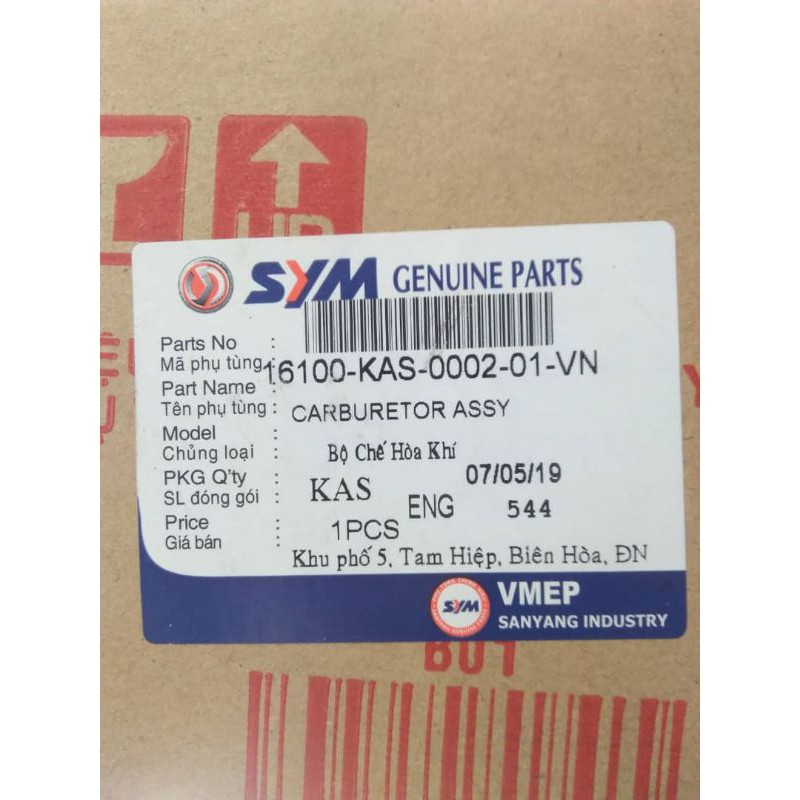 UP
SYM GENUINE PARTS
Parts No :
Mã phụ tùng :
16100-KAS-0002-01-VN
Part Name :
Tên phụ tùng :
CARBURETOR ASSY
Model :
Chủng loại :
Bộ Chế Hòa Khí
PKG Q'ty :
SL đóng gói :
KAS
07/05/19
ENG 544
Price :
Giá bán :
1PCS
Khu phố 5, Tam Hiệp, Biên Hòa, ĐN
SYM
VMEP
SANYANG INDUSTRY
B01